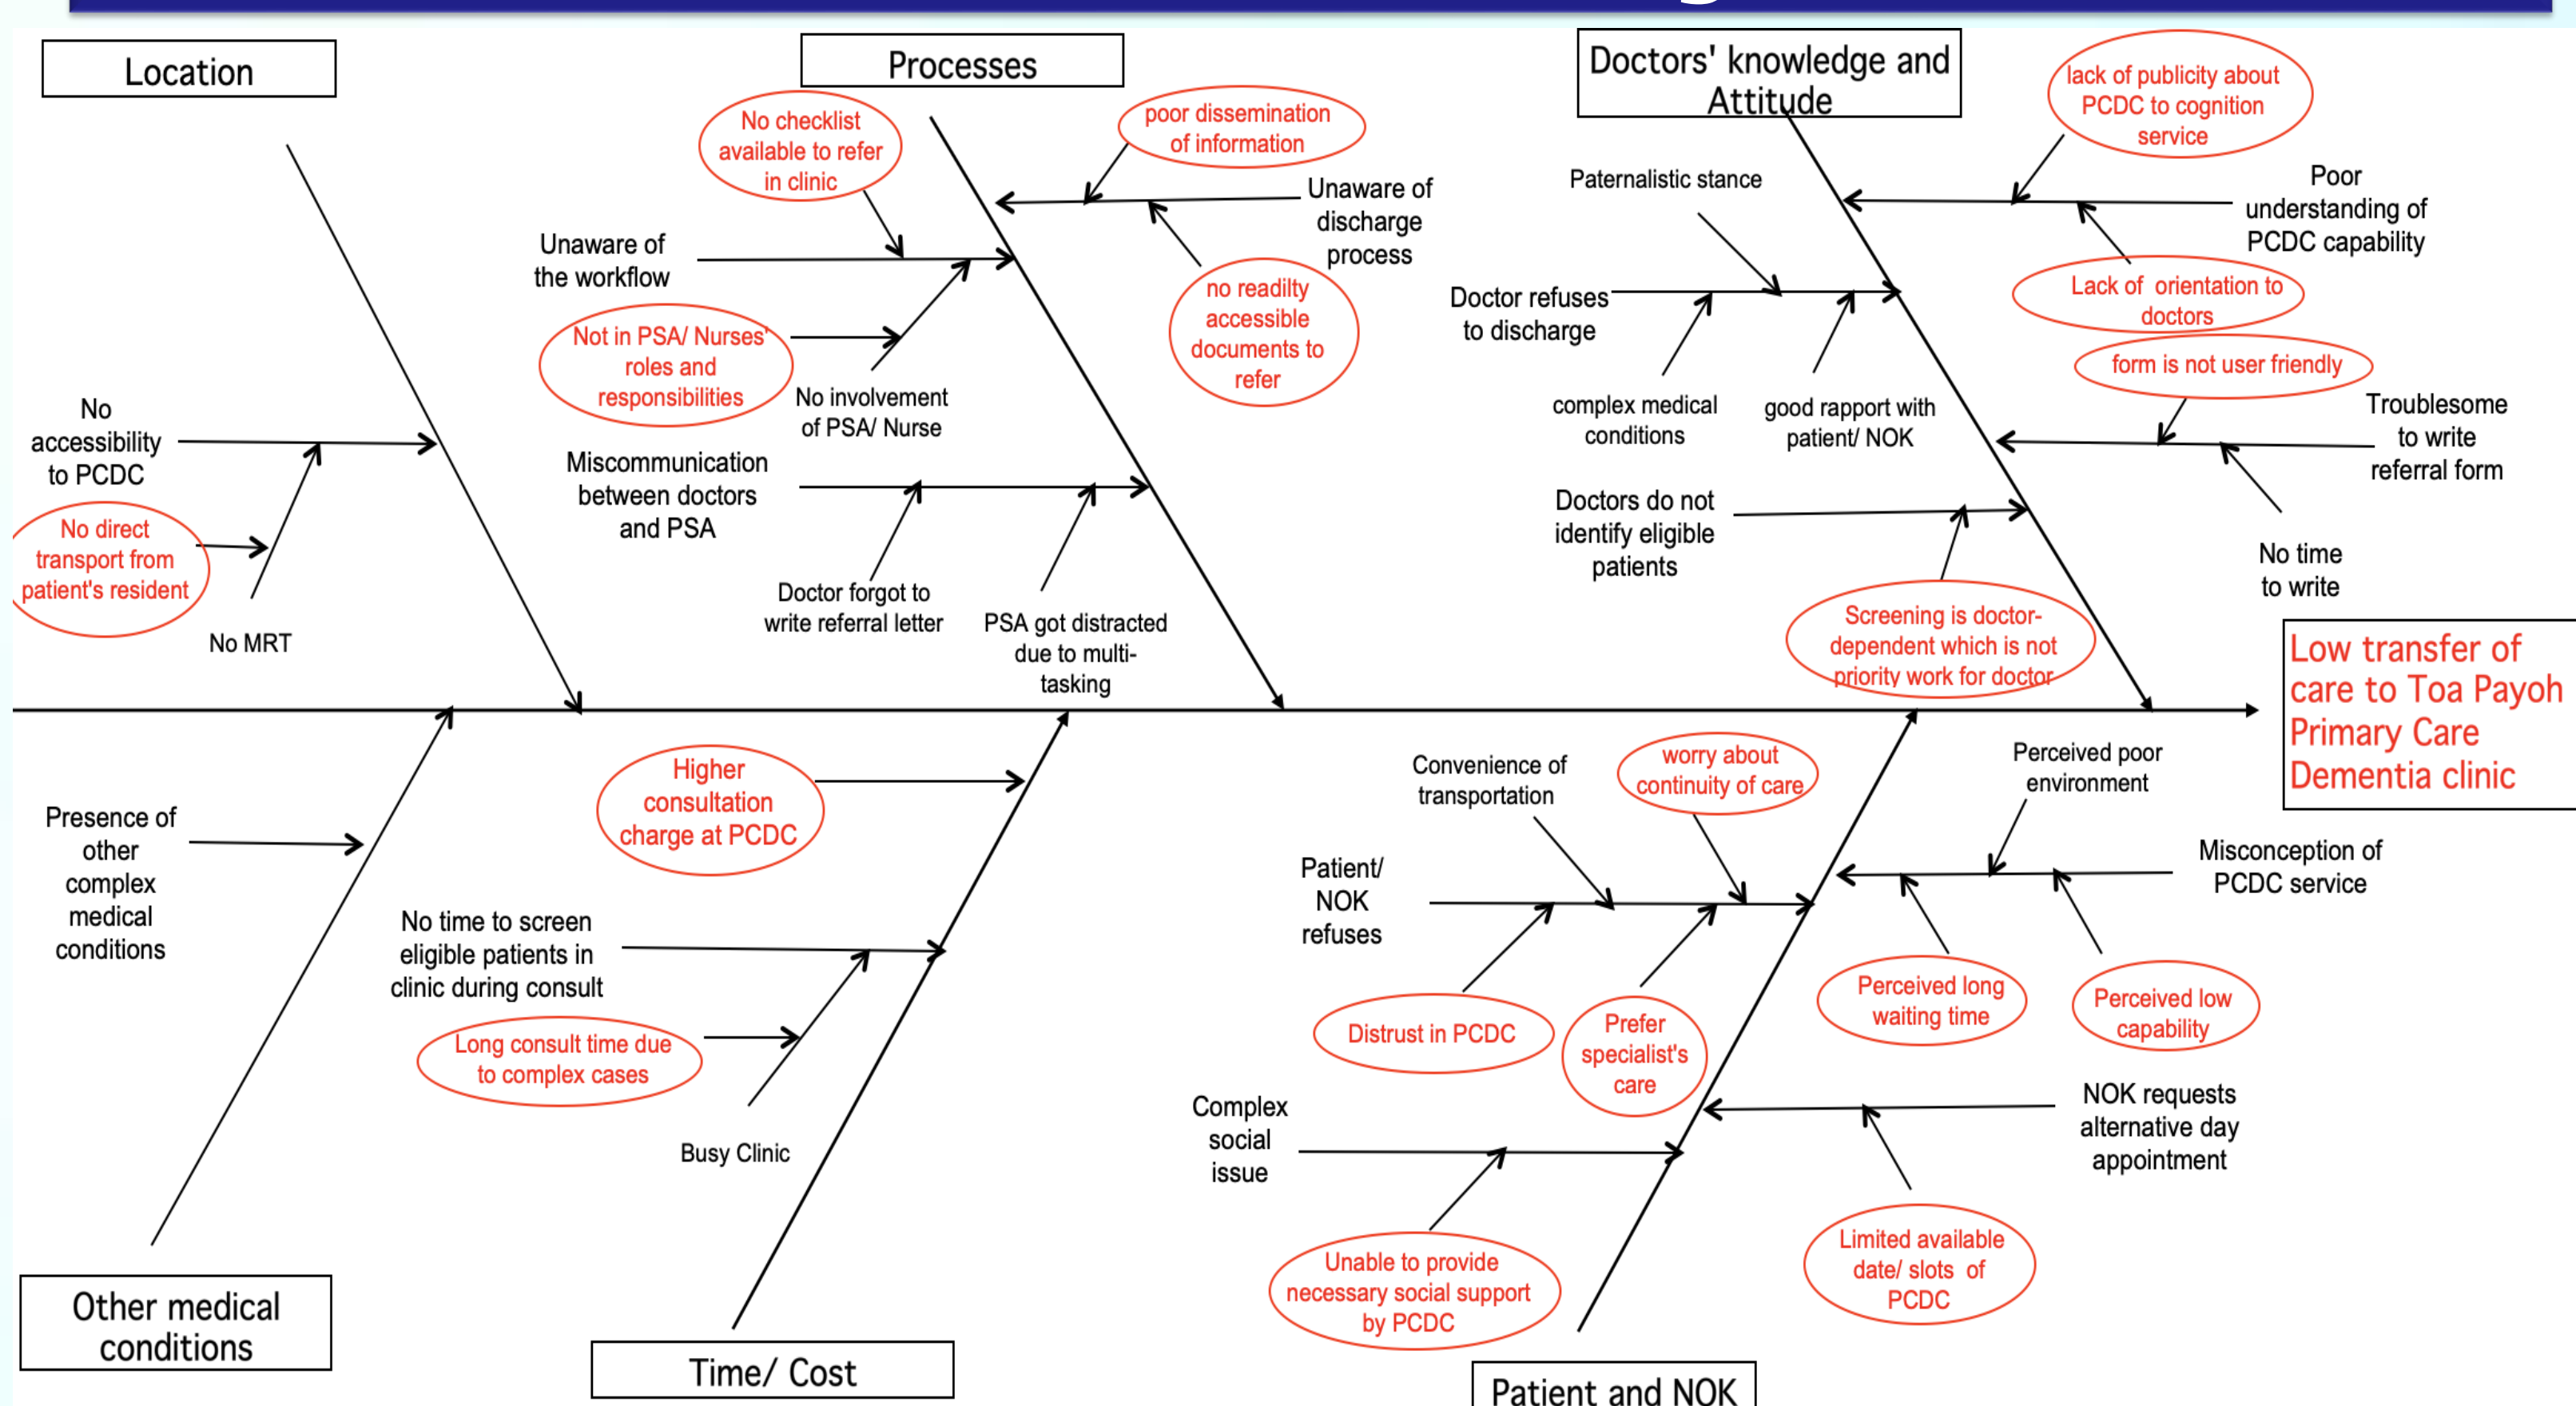 Location
Processes
Doctors' knowledge and
Attitude
lack of publicity about
PCDC to cognition
service
No checklist
available to refer
in clinic
poor dissemination
of information
Unaware of
discharge
process
Unaware of
the workflow
no readilty
accessible
documents to
refer
Not in PSA/ Nurses'
roles and
responsibilities
No involvement
of PSA/ Nurse
Miscommunication
between doctors
and PSA
Doctor forgot to
write referral letter
PSA got distracted
due to multi-
tasking
No
accessibility
to PCDC
No direct
transport from
patient's resident
No MRT
Paternalistic stance
Poor
understanding of
PCDC capability
Doctor refuses
to discharge
Lack of  orientation to
doctors
complex medical
conditions
good rapport with
patient/ NOK
form is not user friendly
Troublesome
to write
referral form
Doctors do not
identify eligible
patients
No time
to write
Screening is doctor-
dependent which is not
priority work for doctor
Low transfer of
care to Toa Payoh
Primary Care
Dementia clinic
Presence of
other
complex
medical
conditions
Higher
consultation
charge at PCDC
No time to screen
eligible patients in
clinic during consult
Long consult time due
to complex cases
Busy Clinic
Convenience of
transportation
worry about
continuity of care
Perceived poor
environment
Patient/
NOK
refuses
Misconception of
PCDC service
Distrust in PCDC
Prefer
specialist's
care
Perceived long
waiting time
Perceived low
capability
Complex
social
issue
NOK requests
alternative day
appointment
Unable to provide
necessary social support
by PCDC
Limited available
date/ slots  of
PCDC
Other medical
conditions
Time/ Cost
Patient and NOK